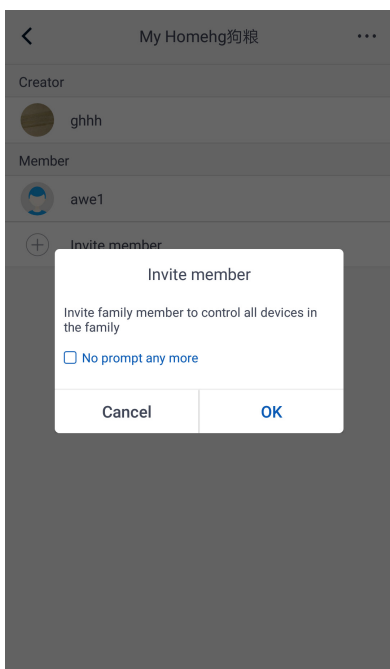 My Homehg狗粮
Creator
ghhh
Member
awe1
Invite member
Invite member
Invite family member to control all devices in
the family
No prompt any more
Cancel OK